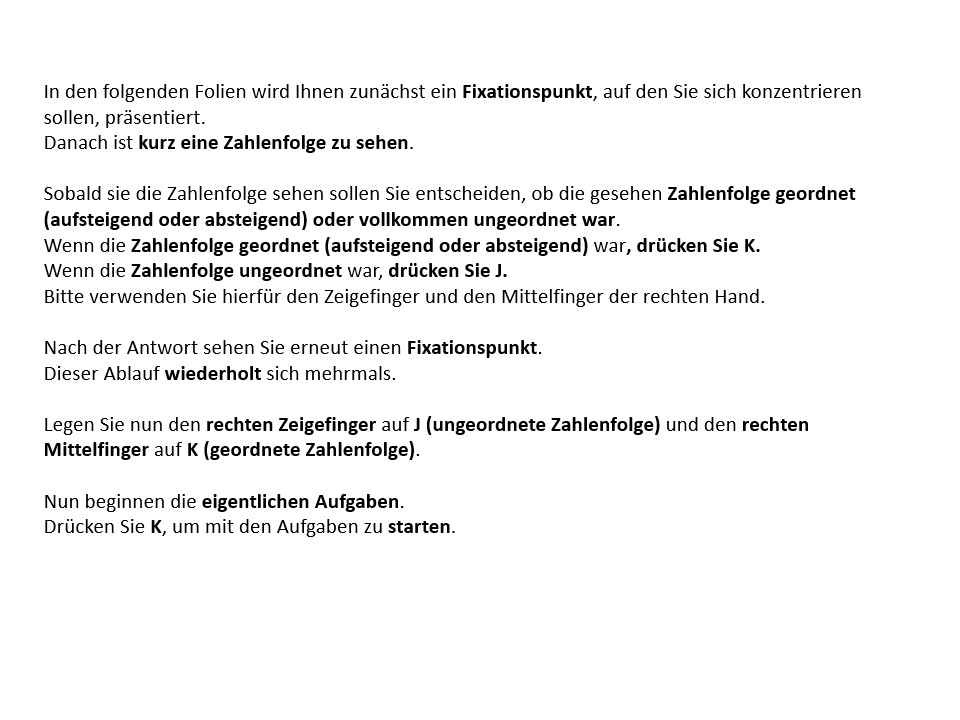 In den folgenden Folien wird Ihnen zunächst ein Fixationspunkt, auf den Sie sich konzentrieren
sollen, präsentiert.
Danach ist kurz eine Zahlenfolge zu sehen.
Sobald sie die Zahlenfolge sehen sollen Sie entscheiden, ob die gesehen Zahlenfolge geordnet
(aufsteigend oder absteigend) oder vollkommen ungeordnet war.
Wenn die Zahlenfolge geordnet (aufsteigend oder absteigend) war, drücken Sie K.
Wenn die Zahlenfolge ungeordnet war, drücken Sie J.
Bitte verwenden Sie hierfür den Zeigefinger und den Mittelfinger der rechten Hand.
Nach der Antwort sehen Sie erneut einen Fixationspunkt.
Dieser Ablauf wiederholt sich mehrmals.
Legen Sie nun den rechten Zeigefinger auf J (ungeordnete Zahlenfolge) und den rechten
Mittelfinger auf K (geordnete Zahlenfolge).
Nun beginnen die eigentlichen Aufgaben.
Drücken Sie K, um mit den Aufgaben zu starten.